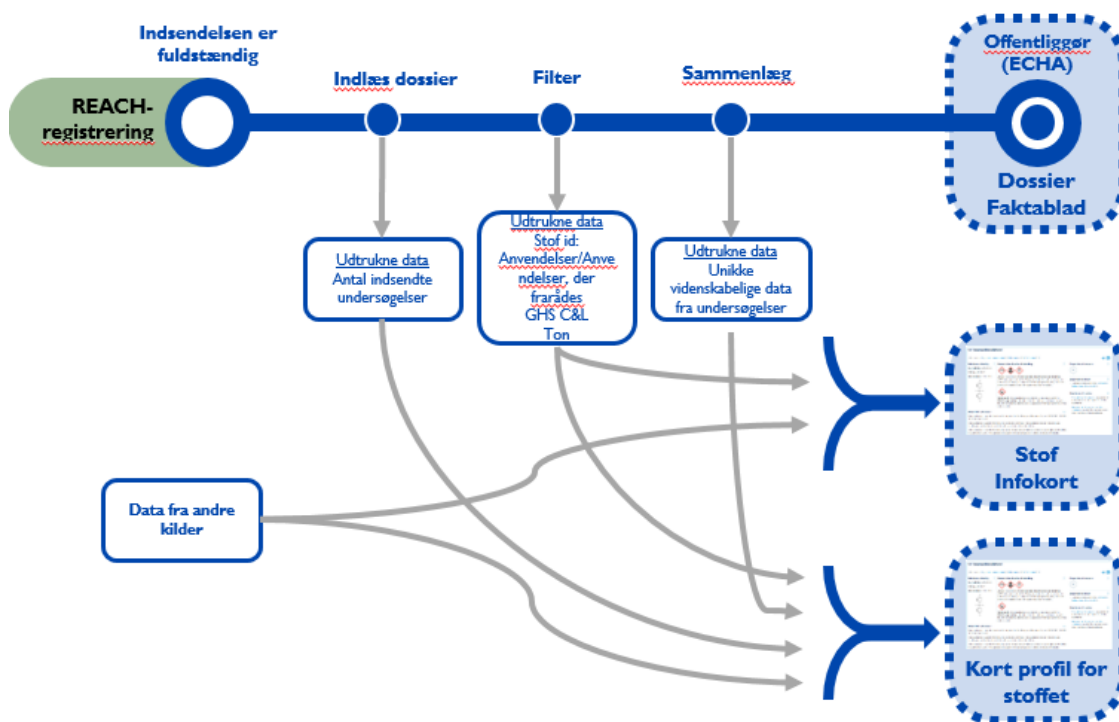 Indsendelsen er
fuldstændig
REACH-
registrering
Indlæs dossier
Filter
Sammenlæg
Offentliggør
(ECHA)
Dossier
Faktablad
Udtrukne data
Antal indsendte
undersøgelser
Udtrukne data
Stof id:
Anvendelser/Anve
ndelser, der
frarådes
GHS C&L
Ton
Udtrukne data
Unikke
videnskabelige data
fra undersøgelser
Stof
Infokort
Data fra andre
kilder
Kort profil for
stoffet